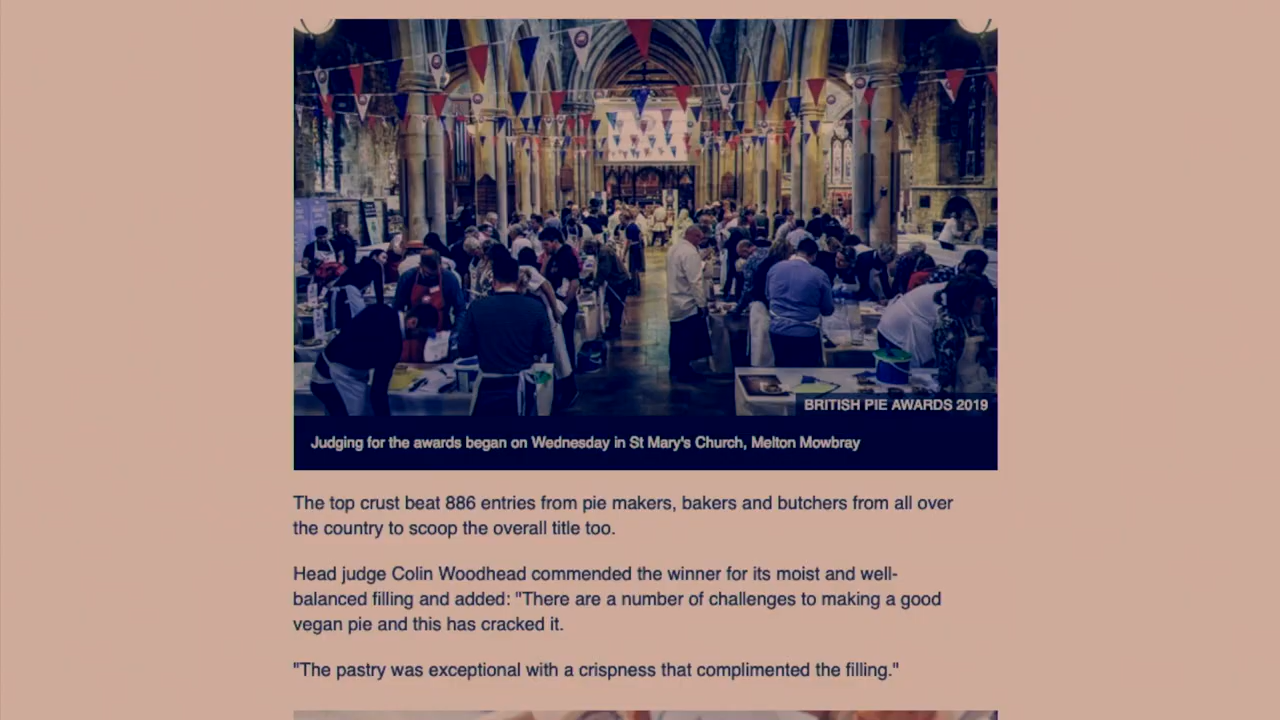 BRITISH PIE AWARDS 2019
Judging for the awards began on Wednesday in St Mary's Church, Melton Mowbray
The top crust beat 886 entries from pie makers, bakers and butchers from all over
the country to scoop the overall title too.
Head judge Colin Woodhead commended the winner for its moist and well-
balanced filling and added: "There are a number of challenges to making a good
vegan pie and this has cracked it.
"The pastry was exceptional with a crispness that complimented the filling."